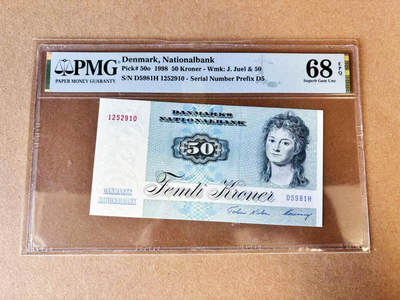 PMG
PAPER MONEY GUARANTY
Denmark, Nationalbank
Pick# 50o 1998 50 Kroner - Wmk: J. Juel & 50
S/N D5981H 1252910 - Serial Number Prefix D5
68 EPQ
Superb Gem Unc
1252910
DANMARKS
NATIONALBANK
50
Femti Kroner
DANMARKS
NATIONALBANK
D5981H